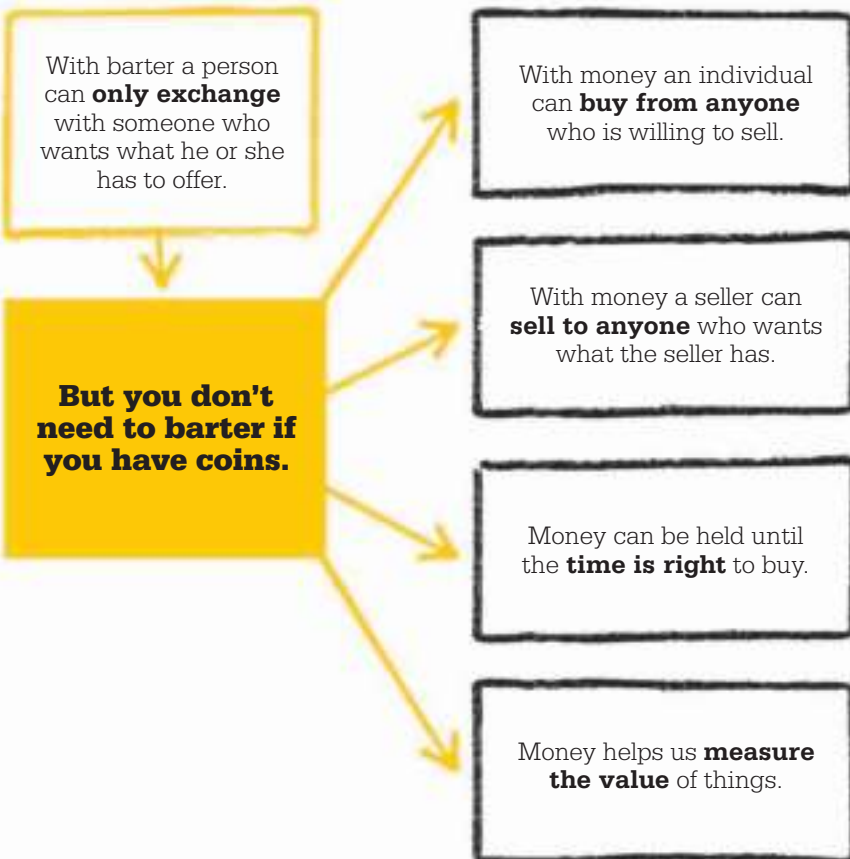 With barter a person
can only exchange
with someone who
wants what he or she
has to offer.
But you don’t
need to barter if
you have coins.
With money an individual
can buy from anyone
who is willing to sell.
With money a seller can
sell to anyone who wants
what the seller has.
Money can be held until
the time is right to buy.
Money helps us measure
the value of things.